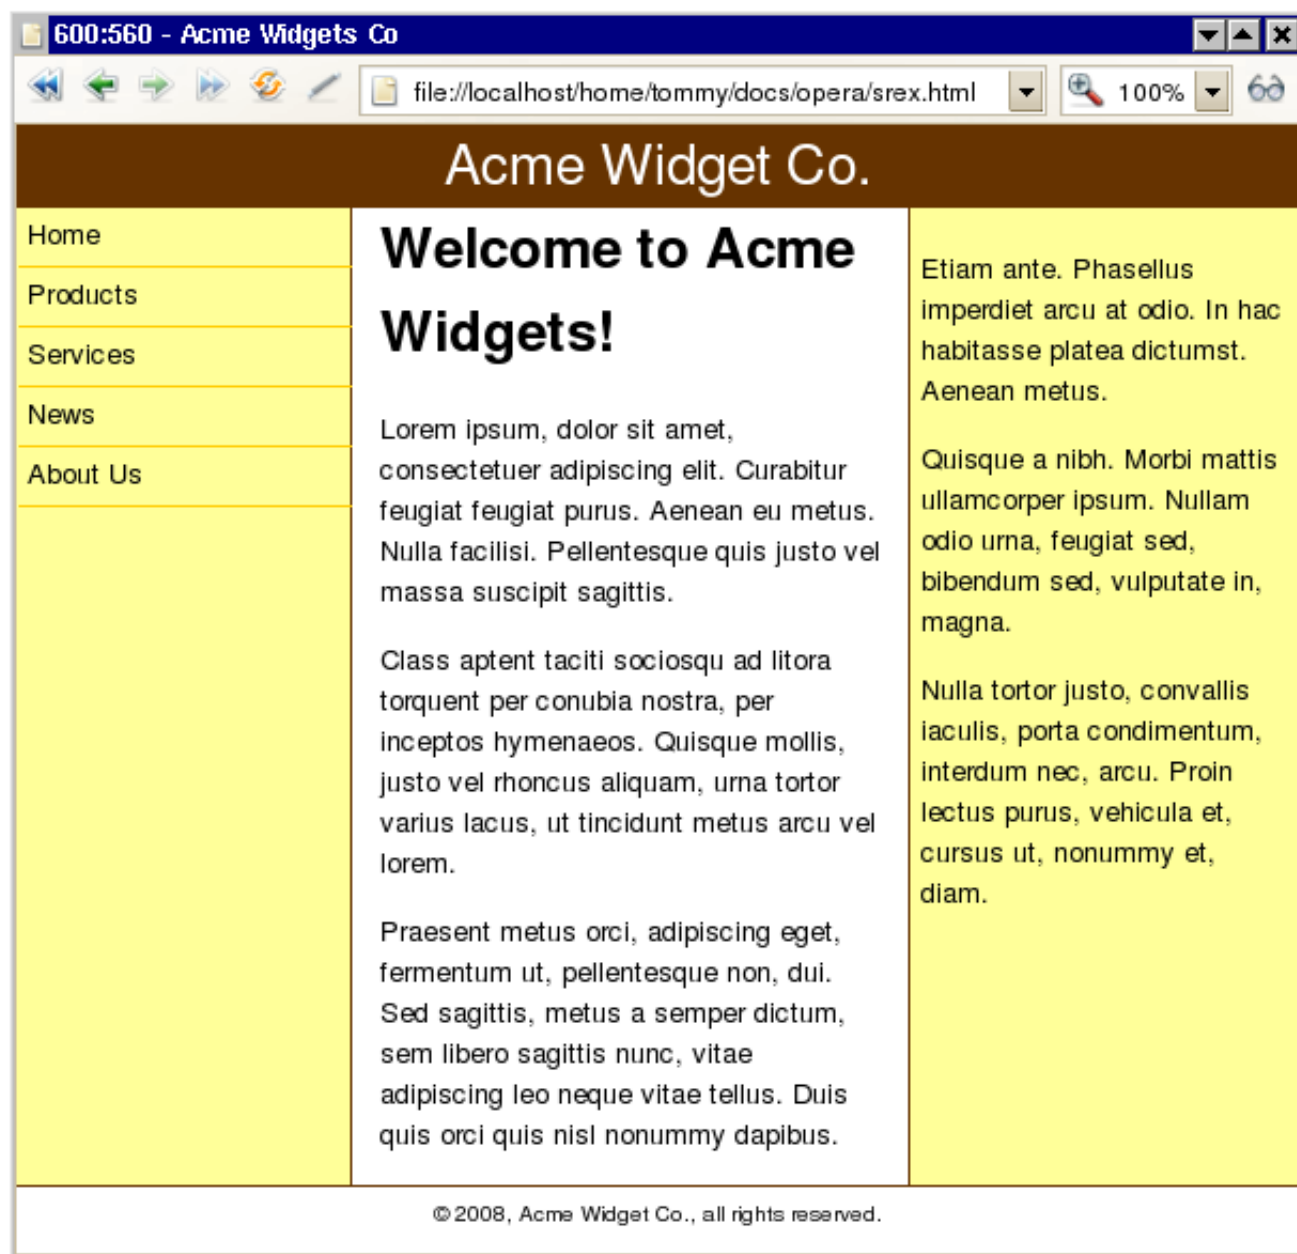 600:560 - Acme Widgets Co
file://localhost/home/tommy/docs/opera/srex.html
100%
Acme Widget Co.
Home
Products
Services
News
About Us
Welcome to Acme
Widgets!
Lorem ipsum, dolor sit amet,
consectetuer adipiscing elit. Curabitur
feugiat feugiat purus. Aenean eu metus.
Nulla facilisi. Pellentesque quis justo vel
massa suscipit sagittis.
Class aptent taciti sociosqu ad litora
torquent per conubia nostra, per
inceptos hymenaeos. Quisque mollis,
justo vel rhoncus aliquam, urna tortor
varius lacus, ut tincidunt metus arcu vel
lorem.
Praesent metus orci, adipiscing eget,
fermentum ut, pellentesque non, dui.
Sed sagittis, metus a semper dictum,
sem libero sagittis nunc, vitae
adipiscing leo neque vitae tellus. Duis
quis orci quis nisl nonummy dapibus.
Etiam ante. Phasellus
imperdiet arcu at odio. In hac
habitasse platea dictumst.
Aenean metus.
Quisque a nibh. Morbi mattis
ullamcorper ipsum. Nullam
odio urna, feugiat sed,
bibendum sed, vulputate in,
magna.
Nulla tortor justo, convallis
iaculis, porta condimentum,
interdum nec, arcu. Proin
lectus purus, vehicula et,
cursus ut, nonummy et,
diam.
© 2008, Acme Widget Co., all rights reserved.